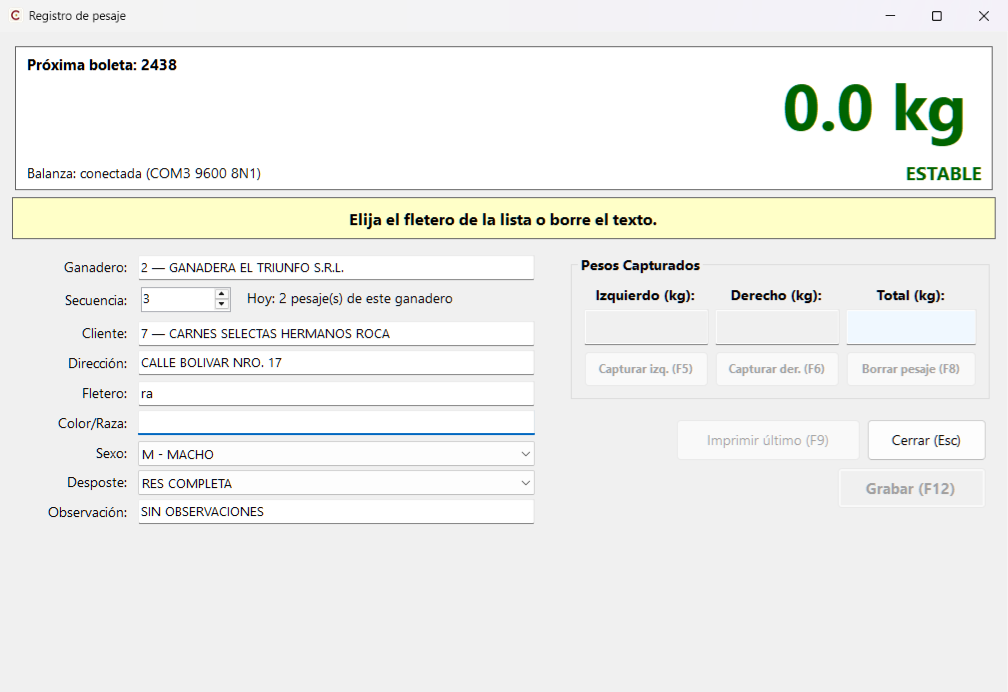 Registro de pesaje
Próxima boleta: 2438
0.0 kg
Balanza: conectada (COM3 9600 8N1)
ESTABLE
Elija el fletero de la lista o borre el texto.
Ganadero: 2 — GANADERA EL TRIUNFO S.R.L.
Secuencia: 3 Hoy: 2 pesaje(s) de este ganadero
Cliente: 7 — CARNES SELECTAS HERMANOS ROCA
Dirección: CALLE BOLIVAR NRO. 17
Fletero: ra
Color/Raza:
Sexo: M - MACHO
Desposte: RES COMPLETA
Observación: SIN OBSERVACIONES
Pesos Capturados
Izquierdo (kg): Derecho (kg): Total (kg):
Capturar izq. (F5) Capturar der. (F6) Borrar pesaje (F8)
Imprimir último (F9) Cerrar (Esc)
Grabar (F12)